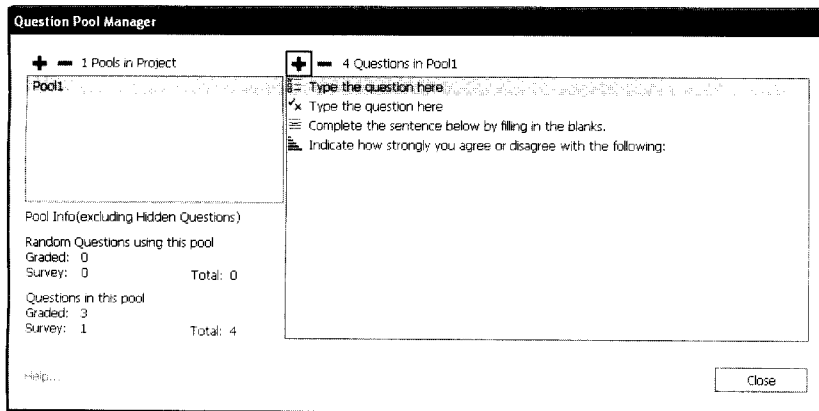 Question Pool Manager
1 Pools in Project
Pool1
Pool Info(excluding Hidden Questions)
Random Questions using this pool
Graded: 0
Survey: 0 Total: 0
Questions in this pool
Graded: 3
Survey: 1 Total: 4
Help...
4 Questions in Pool1
Type the question here
Type the question here
Complete the sentence below by filling in the blanks.
Indicate how strongly you agree or disagree with the following:
Close